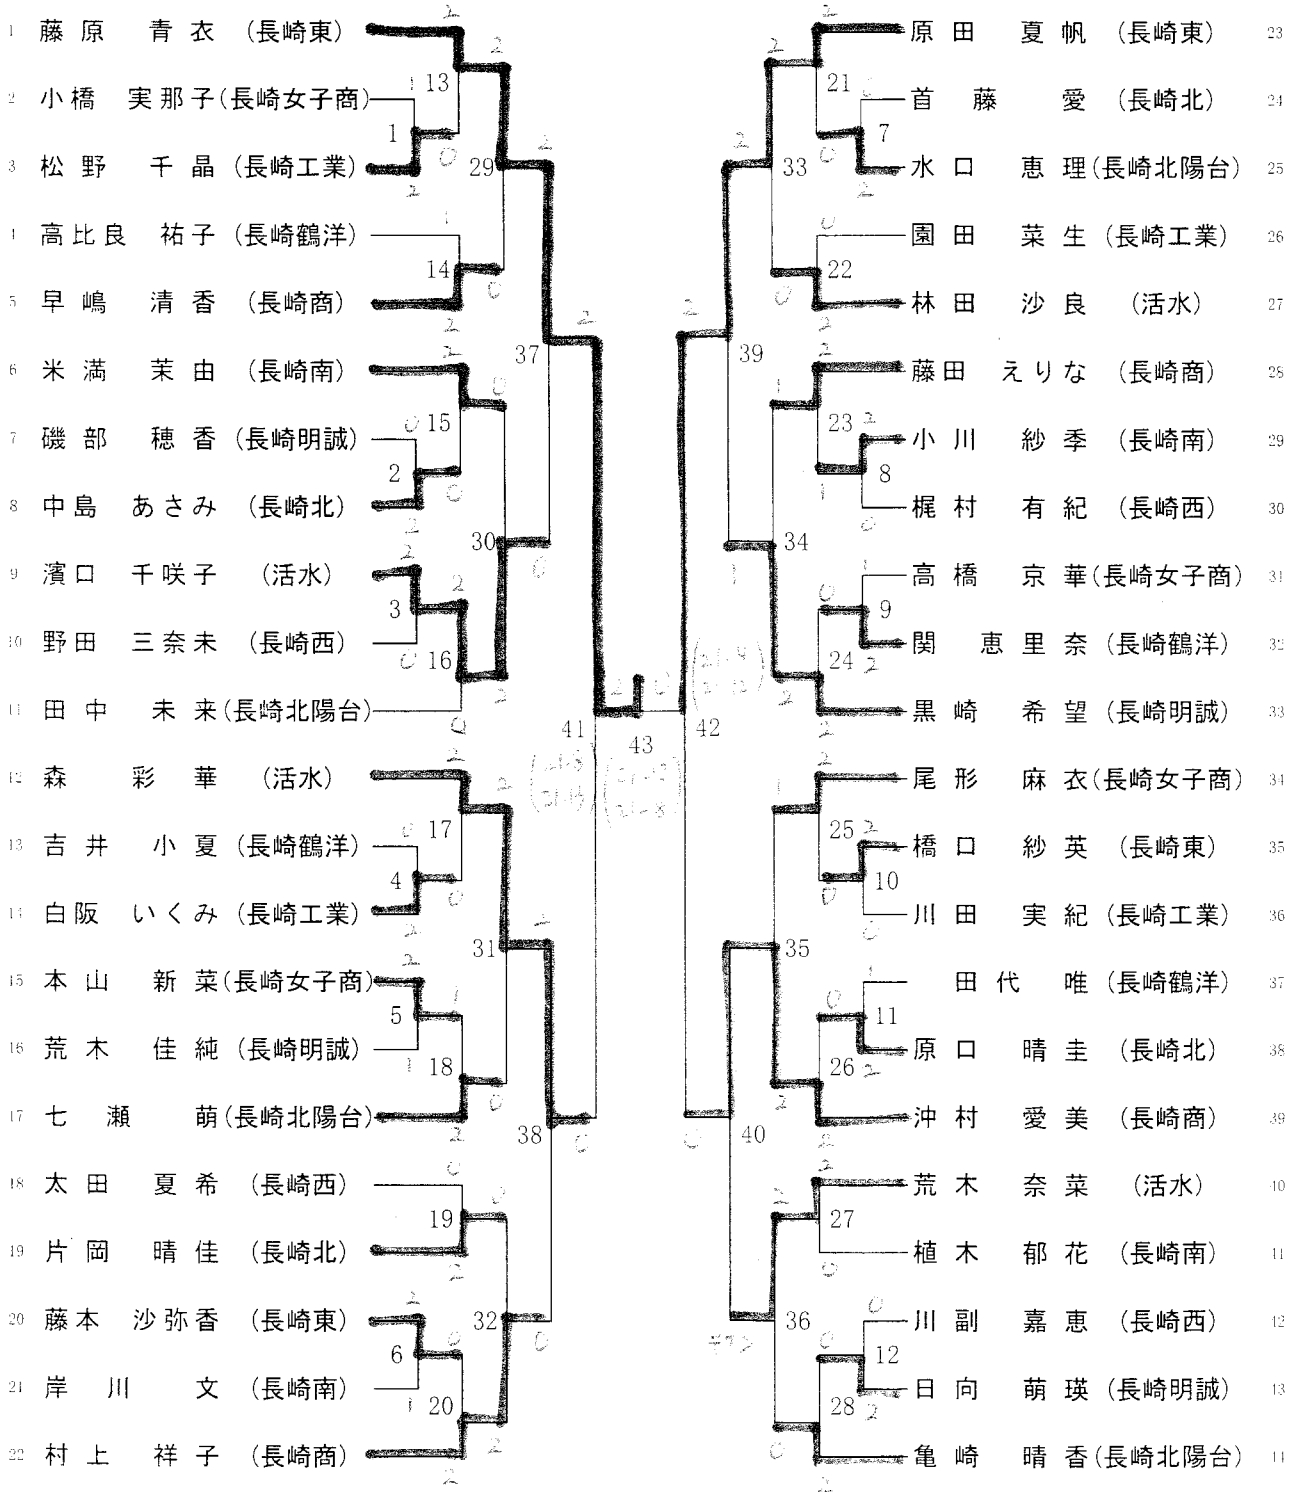 1 藤原 青衣 (長崎東)
2 小橋 実那子 (長崎女子商)
3 松野 千晶 (長崎工業)
4 高比良 祐子 (長崎鶴洋)
5 早嶋 清香 (長崎商)
6 米満 茉由 (長崎南)
7 磯部 穂香 (長崎明誠)
8 中島 あさみ (長崎北)
9 濱口 千咲子 (活水)
10 野田 三奈未 (長崎西)
11 田中 未来 (長崎北陽台)
12 森 彩華 (活水)
13 吉井 小夏 (長崎鶴洋)
14 白阪 いくみ (長崎工業)
15 本山 新菜 (長崎女子商)
16 荒木 佳純 (長崎明誠)
17 七瀬 萌 (長崎北陽台)
18 太田 夏希 (長崎西)
19 片岡 晴佳 (長崎北)
20 藤本 沙弥香 (長崎東)
21 岸川 文 (長崎南)
22 村上 祥子 (長崎商)
1 2 3 4 5 6
13 14 15 16 17 18 19 20
29 30 31 32
37 38
41 43 42
39 40
33 34 35 36
21 22 23 24 25 26 27 28
7 8 9 10 11 12
原田 夏帆 (長崎東) 23
首藤 愛 (長崎北) 24
水口 恵理 (長崎北陽台) 25
園田 菜生 (長崎工業) 26
林田 沙良 (活水) 27
藤田 えりな (長崎商) 28
小川 紗季 (長崎南) 29
梶村 有紀 (長崎西) 30
高橋 京華 (長崎女子商) 31
関 恵里奈 (長崎鶴洋) 32
黒崎 希望 (長崎明誠) 33
尾形 麻衣 (長崎女子商) 34
橋口 紗英 (長崎東) 35
川田 実紀 (長崎工業) 36
田代 唯 (長崎鶴洋) 37
原口 晴圭 (長崎北) 38
沖村 愛美 (長崎商) 39
荒木 奈菜 (活水) 40
植木 郁花 (長崎南) 41
川副 嘉恵 (長崎西) 42
日向 萌瑛 (長崎明誠) 43
亀崎 晴香 (長崎北陽台) 44